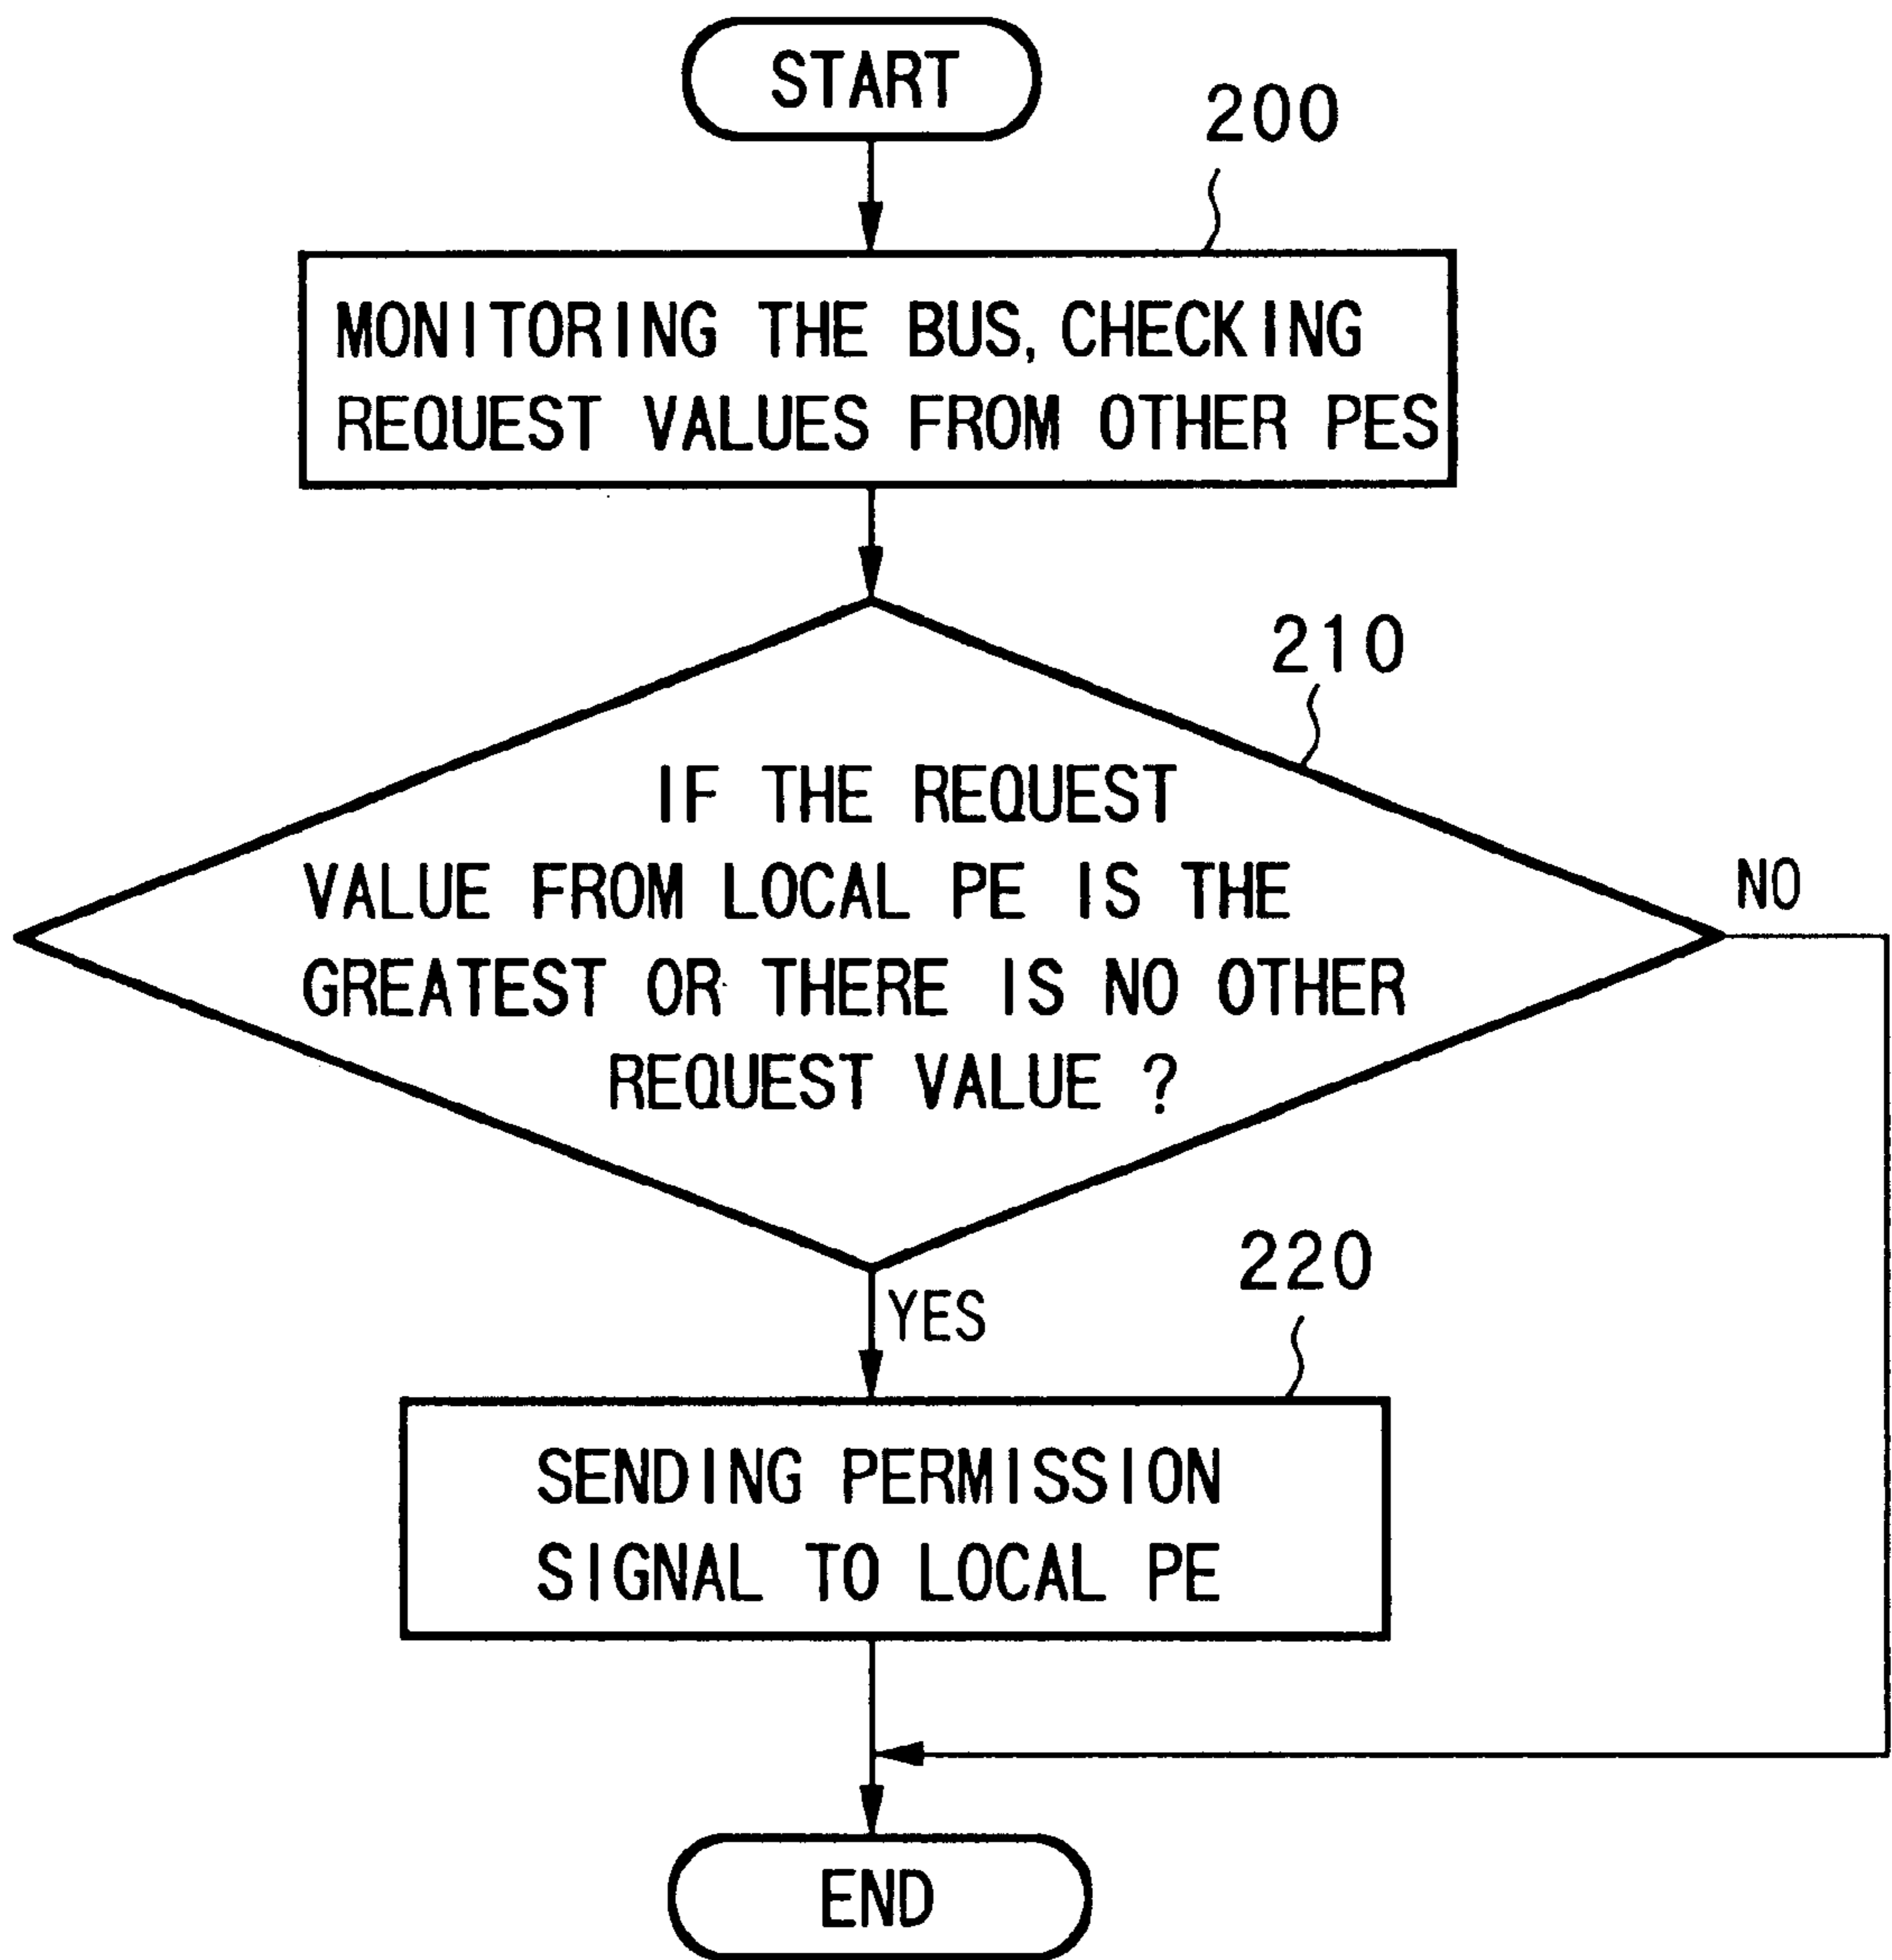 START
200
MONITORING THE BUS, CHECKING
REQUEST VALUES FROM OTHER PES
210
IF THE REQUEST
VALUE FROM LOCAL PE IS THE
GREATEST OR THERE IS NO OTHER
REQUEST VALUE ?
NO
YES
220
SENDING PERMISSION
SIGNAL TO LOCAL PE
END